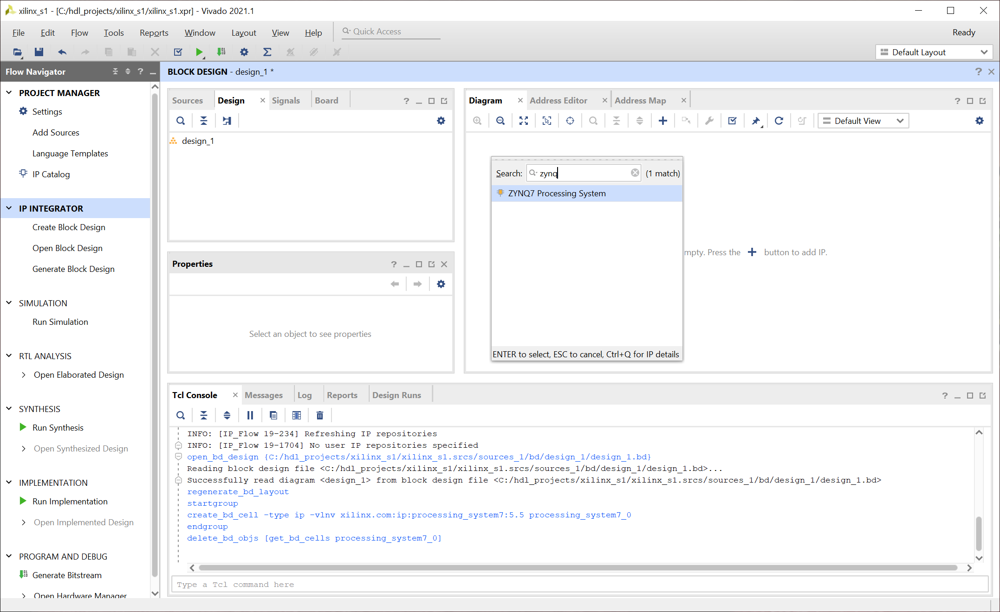 xilinx_s1 - [C:/hdl_projects/xilinx_s1/xilinx_s1.xpr] - Vivado 2021.1
File Edit Flow Tools Reports Window Layout View Help Quick Access Ready
Default Layout
Flow Navigator
PROJECT MANAGER
Settings
Add Sources
Language Templates
IP Catalog
IP INTEGRATOR
Create Block Design
Open Block Design
Generate Block Design
SIMULATION
Run Simulation
RTL ANALYSIS
Open Elaborated Design
SYNTHESIS
Run Synthesis
Open Synthesized Design
IMPLEMENTATION
Run Implementation
Open Implemented Design
PROGRAM AND DEBUG
Generate Bitstream
Open Hardware Manager
BLOCK DESIGN - design_1 *
Sources Design Signals Board
design_1
Properties
Select an object to see properties
Diagram Address Editor Address Map
Default View
Search: zynq (1 match)
ZYNQ7 Processing System
mpty. Press the + button to add IP.
ENTER to select, ESC to cancel, Ctrl+Q for IP details
Tcl Console Messages Log Reports Design Runs
INFO: [IP_Flow 19-234] Refreshing IP repositories
INFO: [IP_Flow 19-1704] No user IP repositories specified
open_bd_design {C:/hdl_projects/xilinx_s1/xilinx_s1.srcs/sources_1/bd/design_1/design_1.bd}
Reading block design file <C:/hdl_projects/xilinx_s1/xilinx_s1.srcs/sources_1/bd/design_1/design_1.bd>...
Successfully read diagram <design_1> from block design file <C:/hdl_projects/xilinx_s1/xilinx_s1.srcs/sources_1/bd/design_1/design_1.bd>
regenerate_bd_layout
startgroup
create_bd_cell -type ip -vlnv xilinx.com:ip:processing_system7:5.5 processing_system7_0
endgroup
delete_bd_objs [get_bd_cells processing_system7_0]
Type a Tcl command here